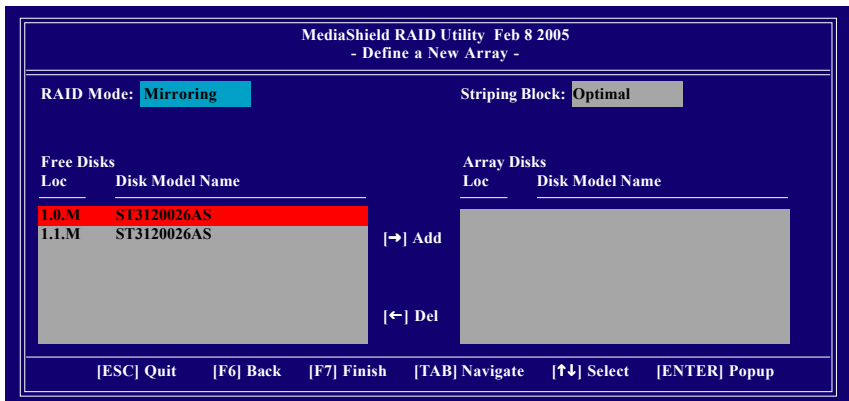 MediaShield RAID Utility Feb 8 2005
- Define a New Array -
RAID Mode: Mirroring
Striping Block: Optimal
Free Disks
Loc Disk Model Name
1.0.M ST3120026AS
1.1.M ST3120026AS
[→] Add
[←] Del
Array Disks
Loc Disk Model Name
[ESC] Quit [F6] Back [F7] Finish [TAB] Navigate [↑↓] Select [ENTER] Popup